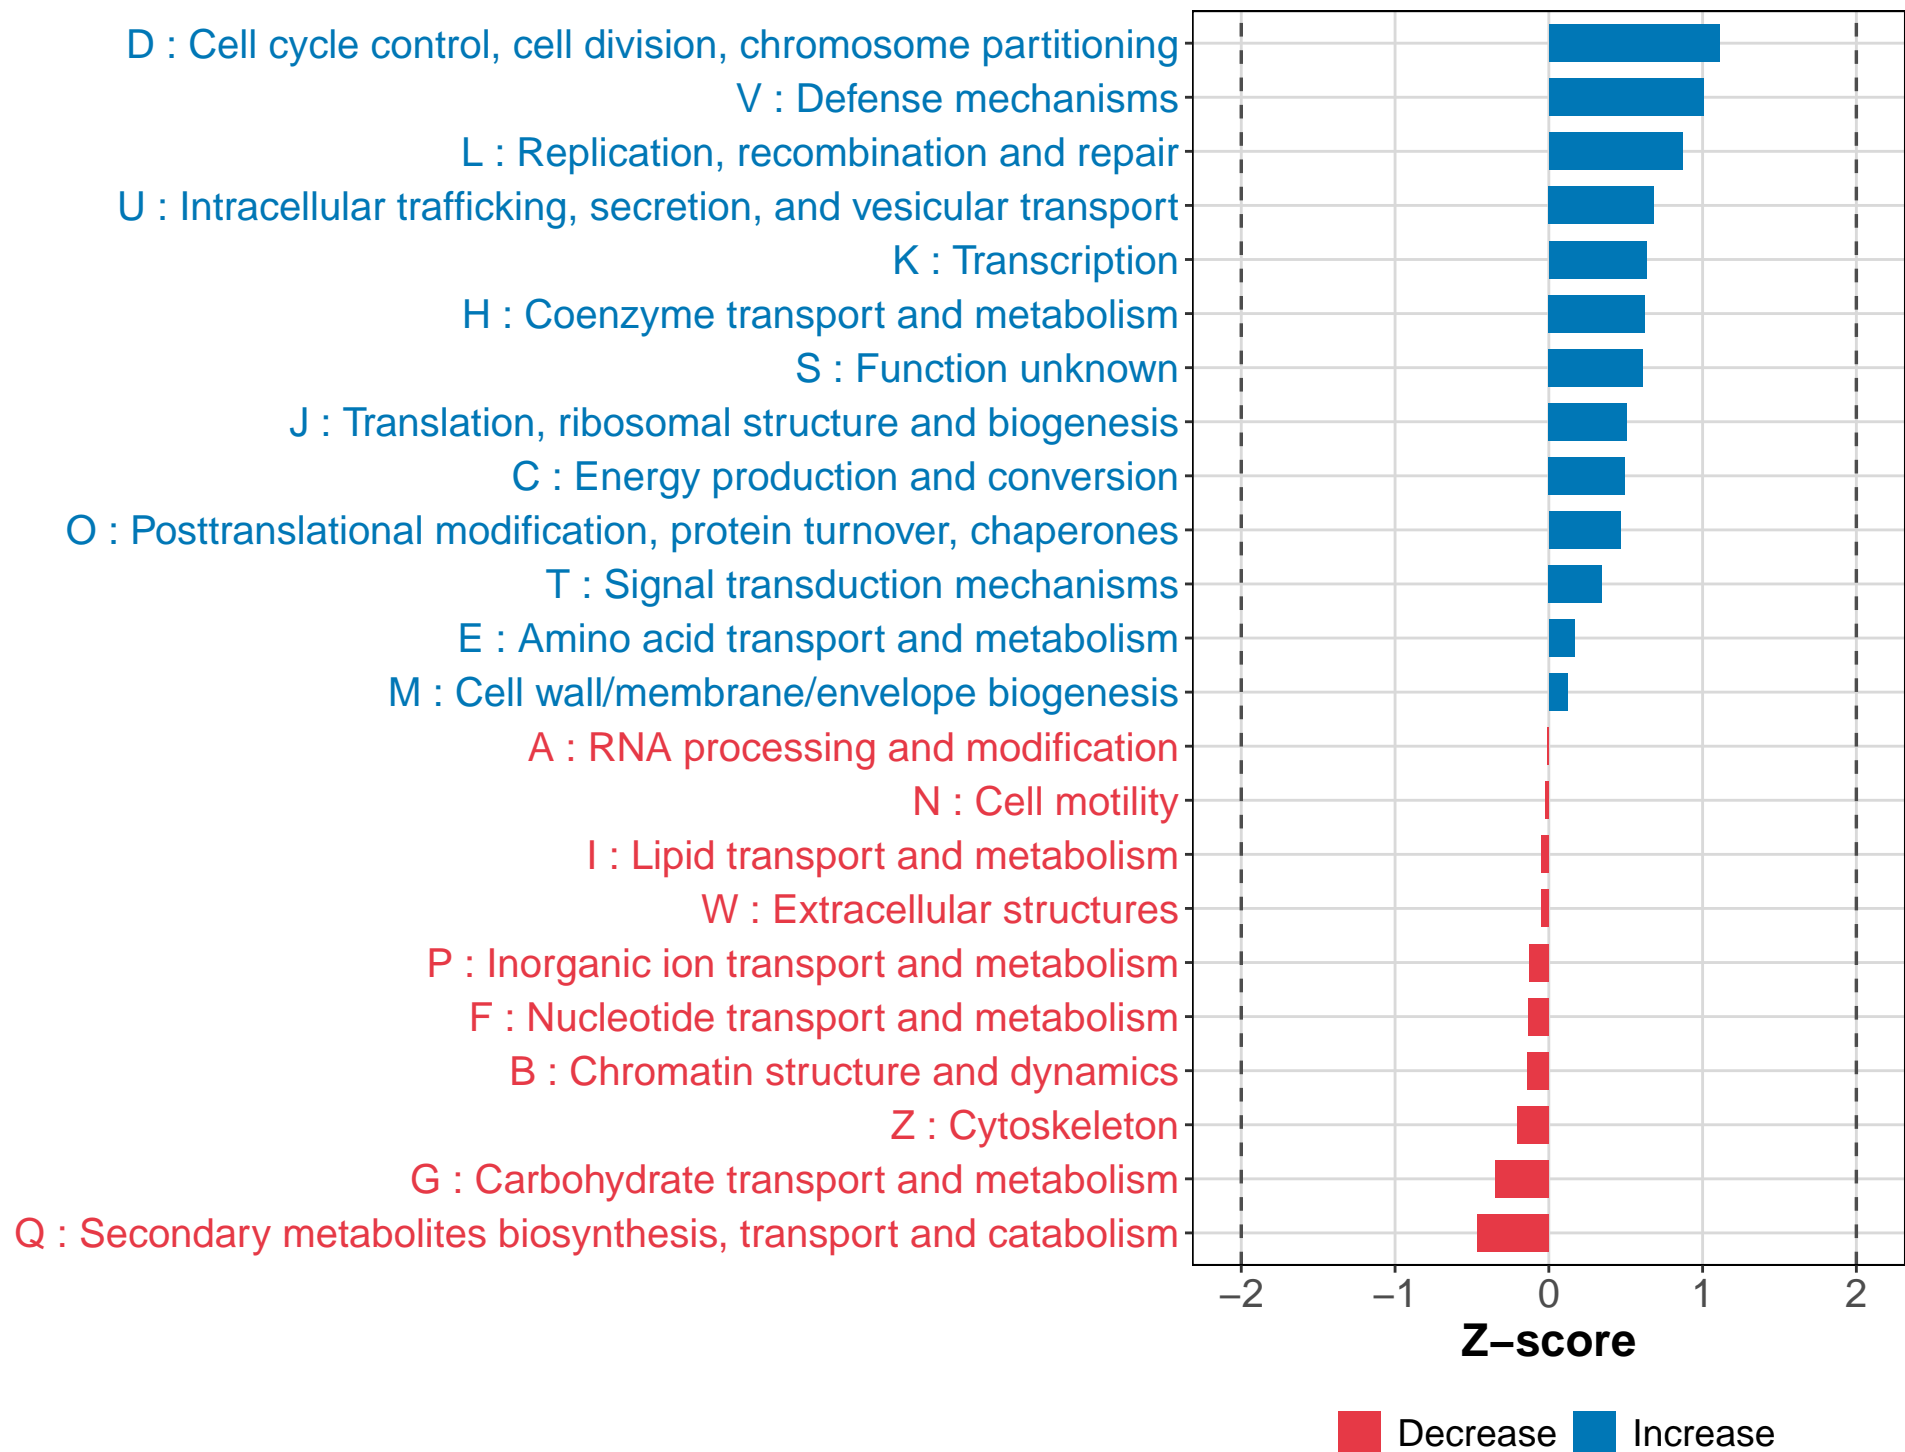 D : Cell cycle control, cell division, chromosome partitioning
V : Defense mechanisms
L : Replication, recombination and repair
U : Intracellular trafficking, secretion, and vesicular transport
K : Transcription
H : Coenzyme transport and metabolism
S : Function unknown
J : Translation, ribosomal structure and biogenesis
C : Energy production and conversion
O : Posttranslational modification, protein turnover, chaperones
T : Signal transduction mechanisms
E : Amino acid transport and metabolism
M : Cell wall/membrane/envelope biogenesis
A : RNA processing and modification
N : Cell motility
I : Lipid transport and metabolism
W : Extracellular structures
P : Inorganic ion transport and metabolism
F : Nucleotide transport and metabolism
B : Chromatin structure and dynamics
Z : Cytoskeleton
G : Carbohydrate transport and metabolism
Q : Secondary metabolites biosynthesis, transport and catabolism
−2 −1 0 1 2
Z−score
Decrease Increase